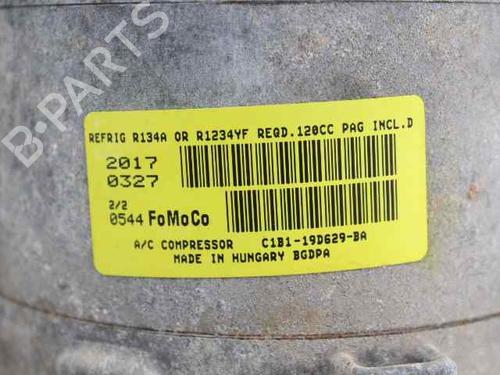 REFRIG R134A OR R1234YF REQD.120CC PAG INCL.D
2017
0327
2/2
0544 FoMoCo
A/C COMPRESSOR C1B1-19D629-BA
MADE IN HUNGARY BGDPA
B-PARTS